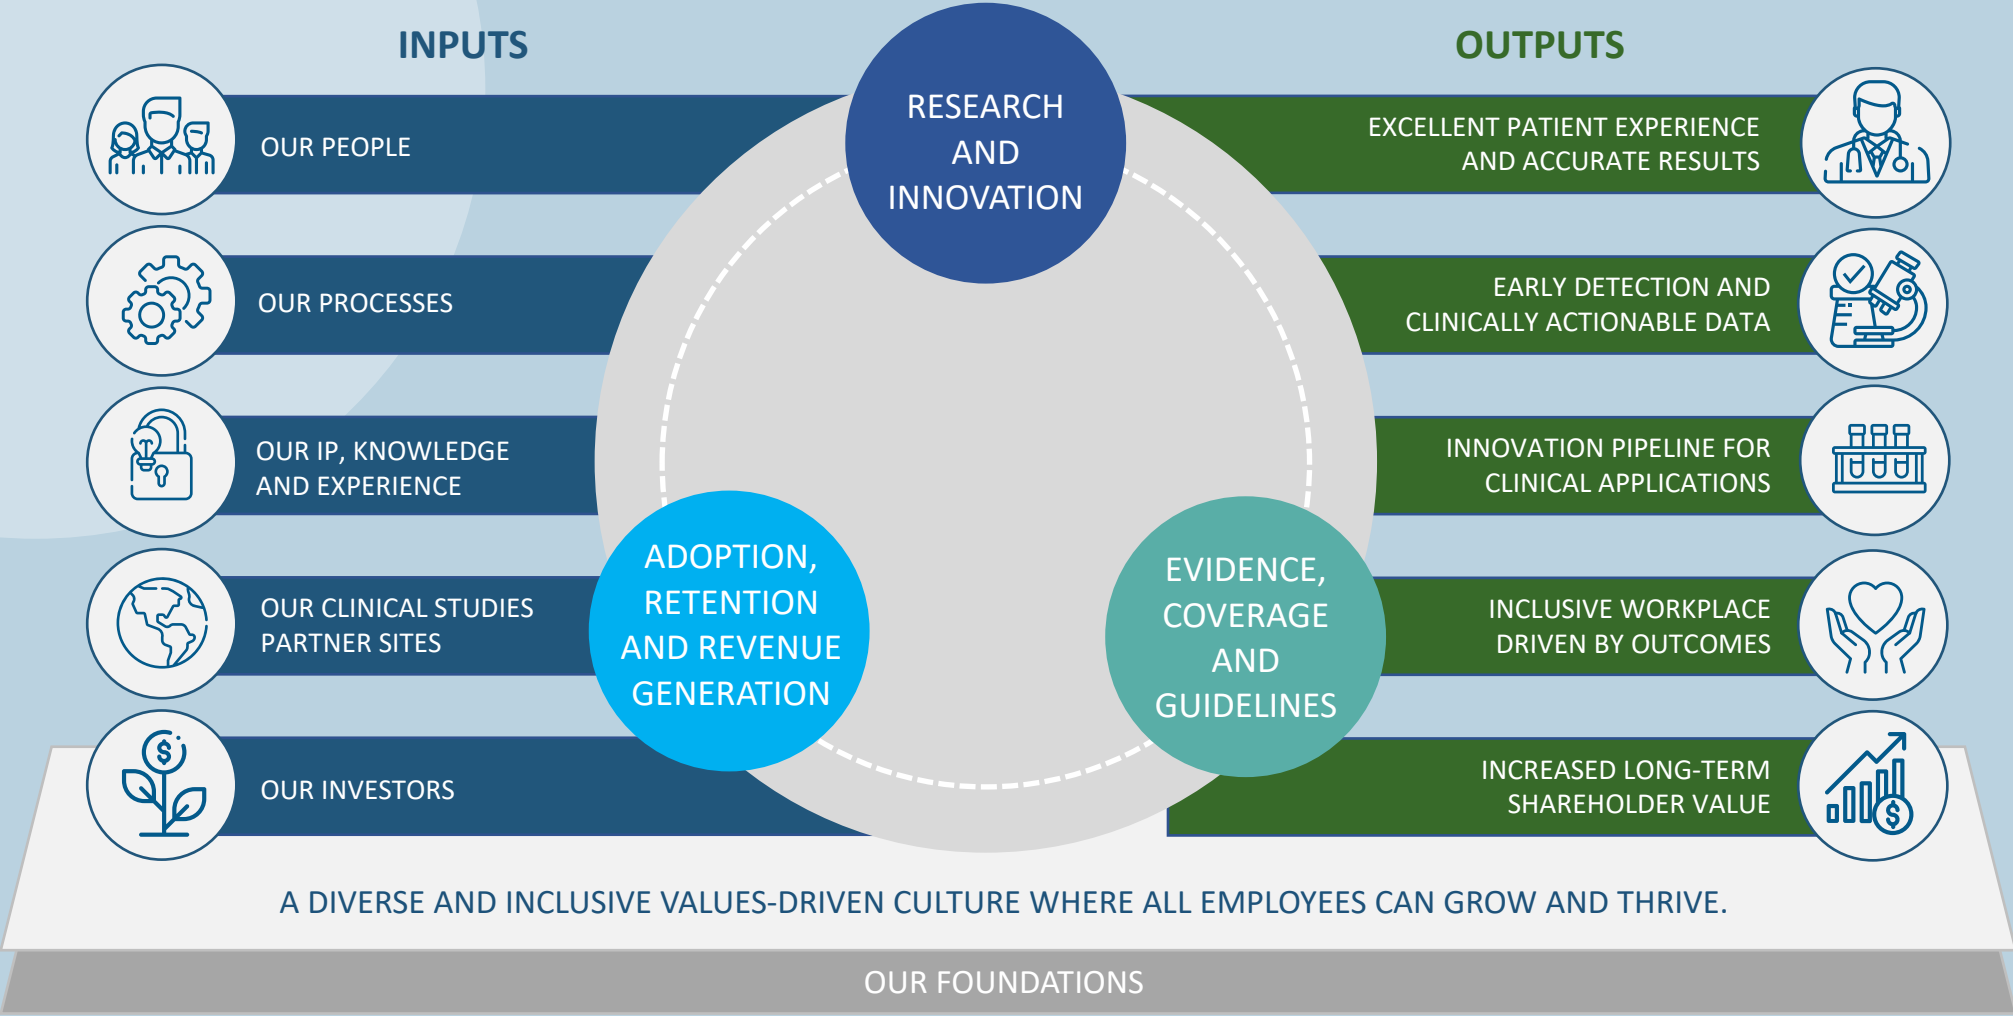 INPUTS
OUR PEOPLE
OUR PROCESSES
OUR IP, KNOWLEDGE
AND EXPERIENCE
OUR CLINICAL STUDIES
PARTNER SITES
OUR INVESTORS
RESEARCH
AND
INNOVATION
ADOPTION,
RETENTION
AND REVENUE
GENERATION
EVIDENCE,
COVERAGE
AND
GUIDELINES
OUTPUTS
EXCELLENT PATIENT EXPERIENCE
AND ACCURATE RESULTS
EARLY DETECTION AND
CLINICALLY ACTIONABLE DATA
INNOVATION PIPELINE FOR
CLINICAL APPLICATIONS
INCLUSIVE WORKPLACE
DRIVEN BY OUTCOMES
INCREASED LONG-TERM
SHAREHOLDER VALUE
A DIVERSE AND INCLUSIVE VALUES-DRIVEN CULTURE WHERE ALL EMPLOYEES CAN GROW AND THRIVE.
OUR FOUNDATIONS